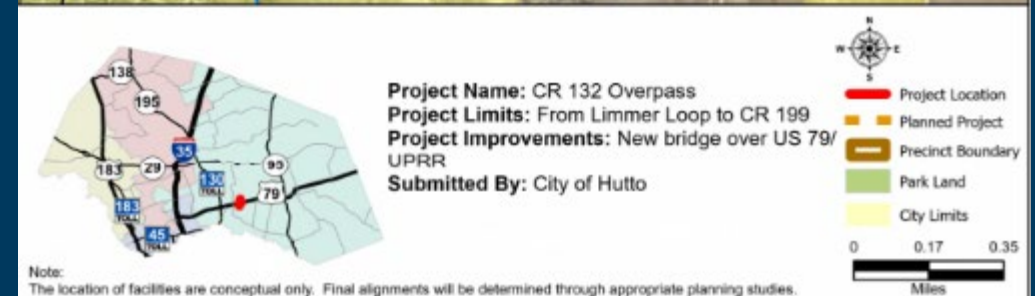 138
195
35
183
29
95
130
TOLL
79
183
TOLL
45
TOLL
Project Name: CR 132 Overpass
Project Limits: From Limmer Loop to CR 199
Project Improvements: New bridge over US 79/
UPRR
Submitted By: City of Hutto
N
W E
S
Project Location
Planned Project
Precinct Boundary
Park Land
City Limits
0 0.17 0.35
Miles
Note:
The location of facilities are conceptual only. Final alignments will be determined through appropriate planning studies.